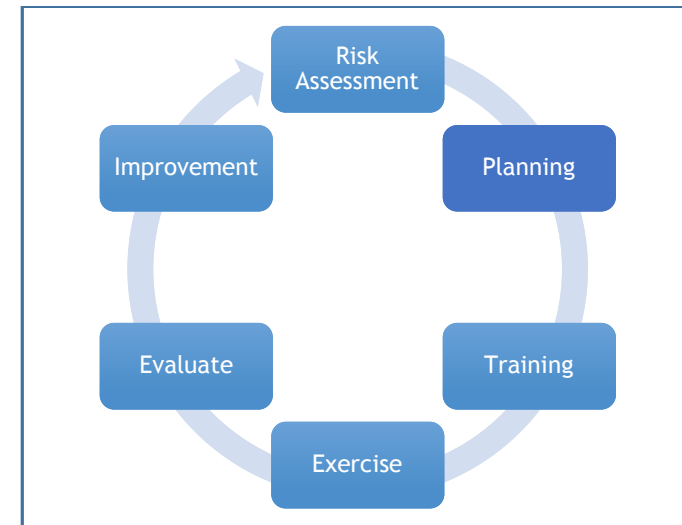 Risk
Assessment
Planning
Training
Exercise
Evaluate
Improvement